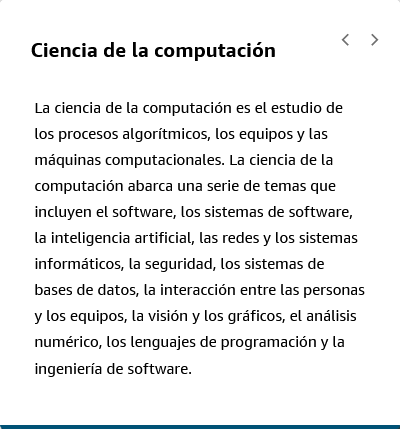 Ciencia de la computación
La ciencia de la computación es el estudio de
los procesos algorítmicos, los equipos y las
máquinas computacionales. La ciencia de la
computación abarca una serie de temas que
incluyen el software, los sistemas de software,
la inteligencia artificial, las redes y los sistemas
informáticos, la seguridad, los sistemas de
bases de datos, la interacción entre las personas
y los equipos, la visión y los gráficos, el análisis
numérico, los lenguajes de programación y la
ingeniería de software.